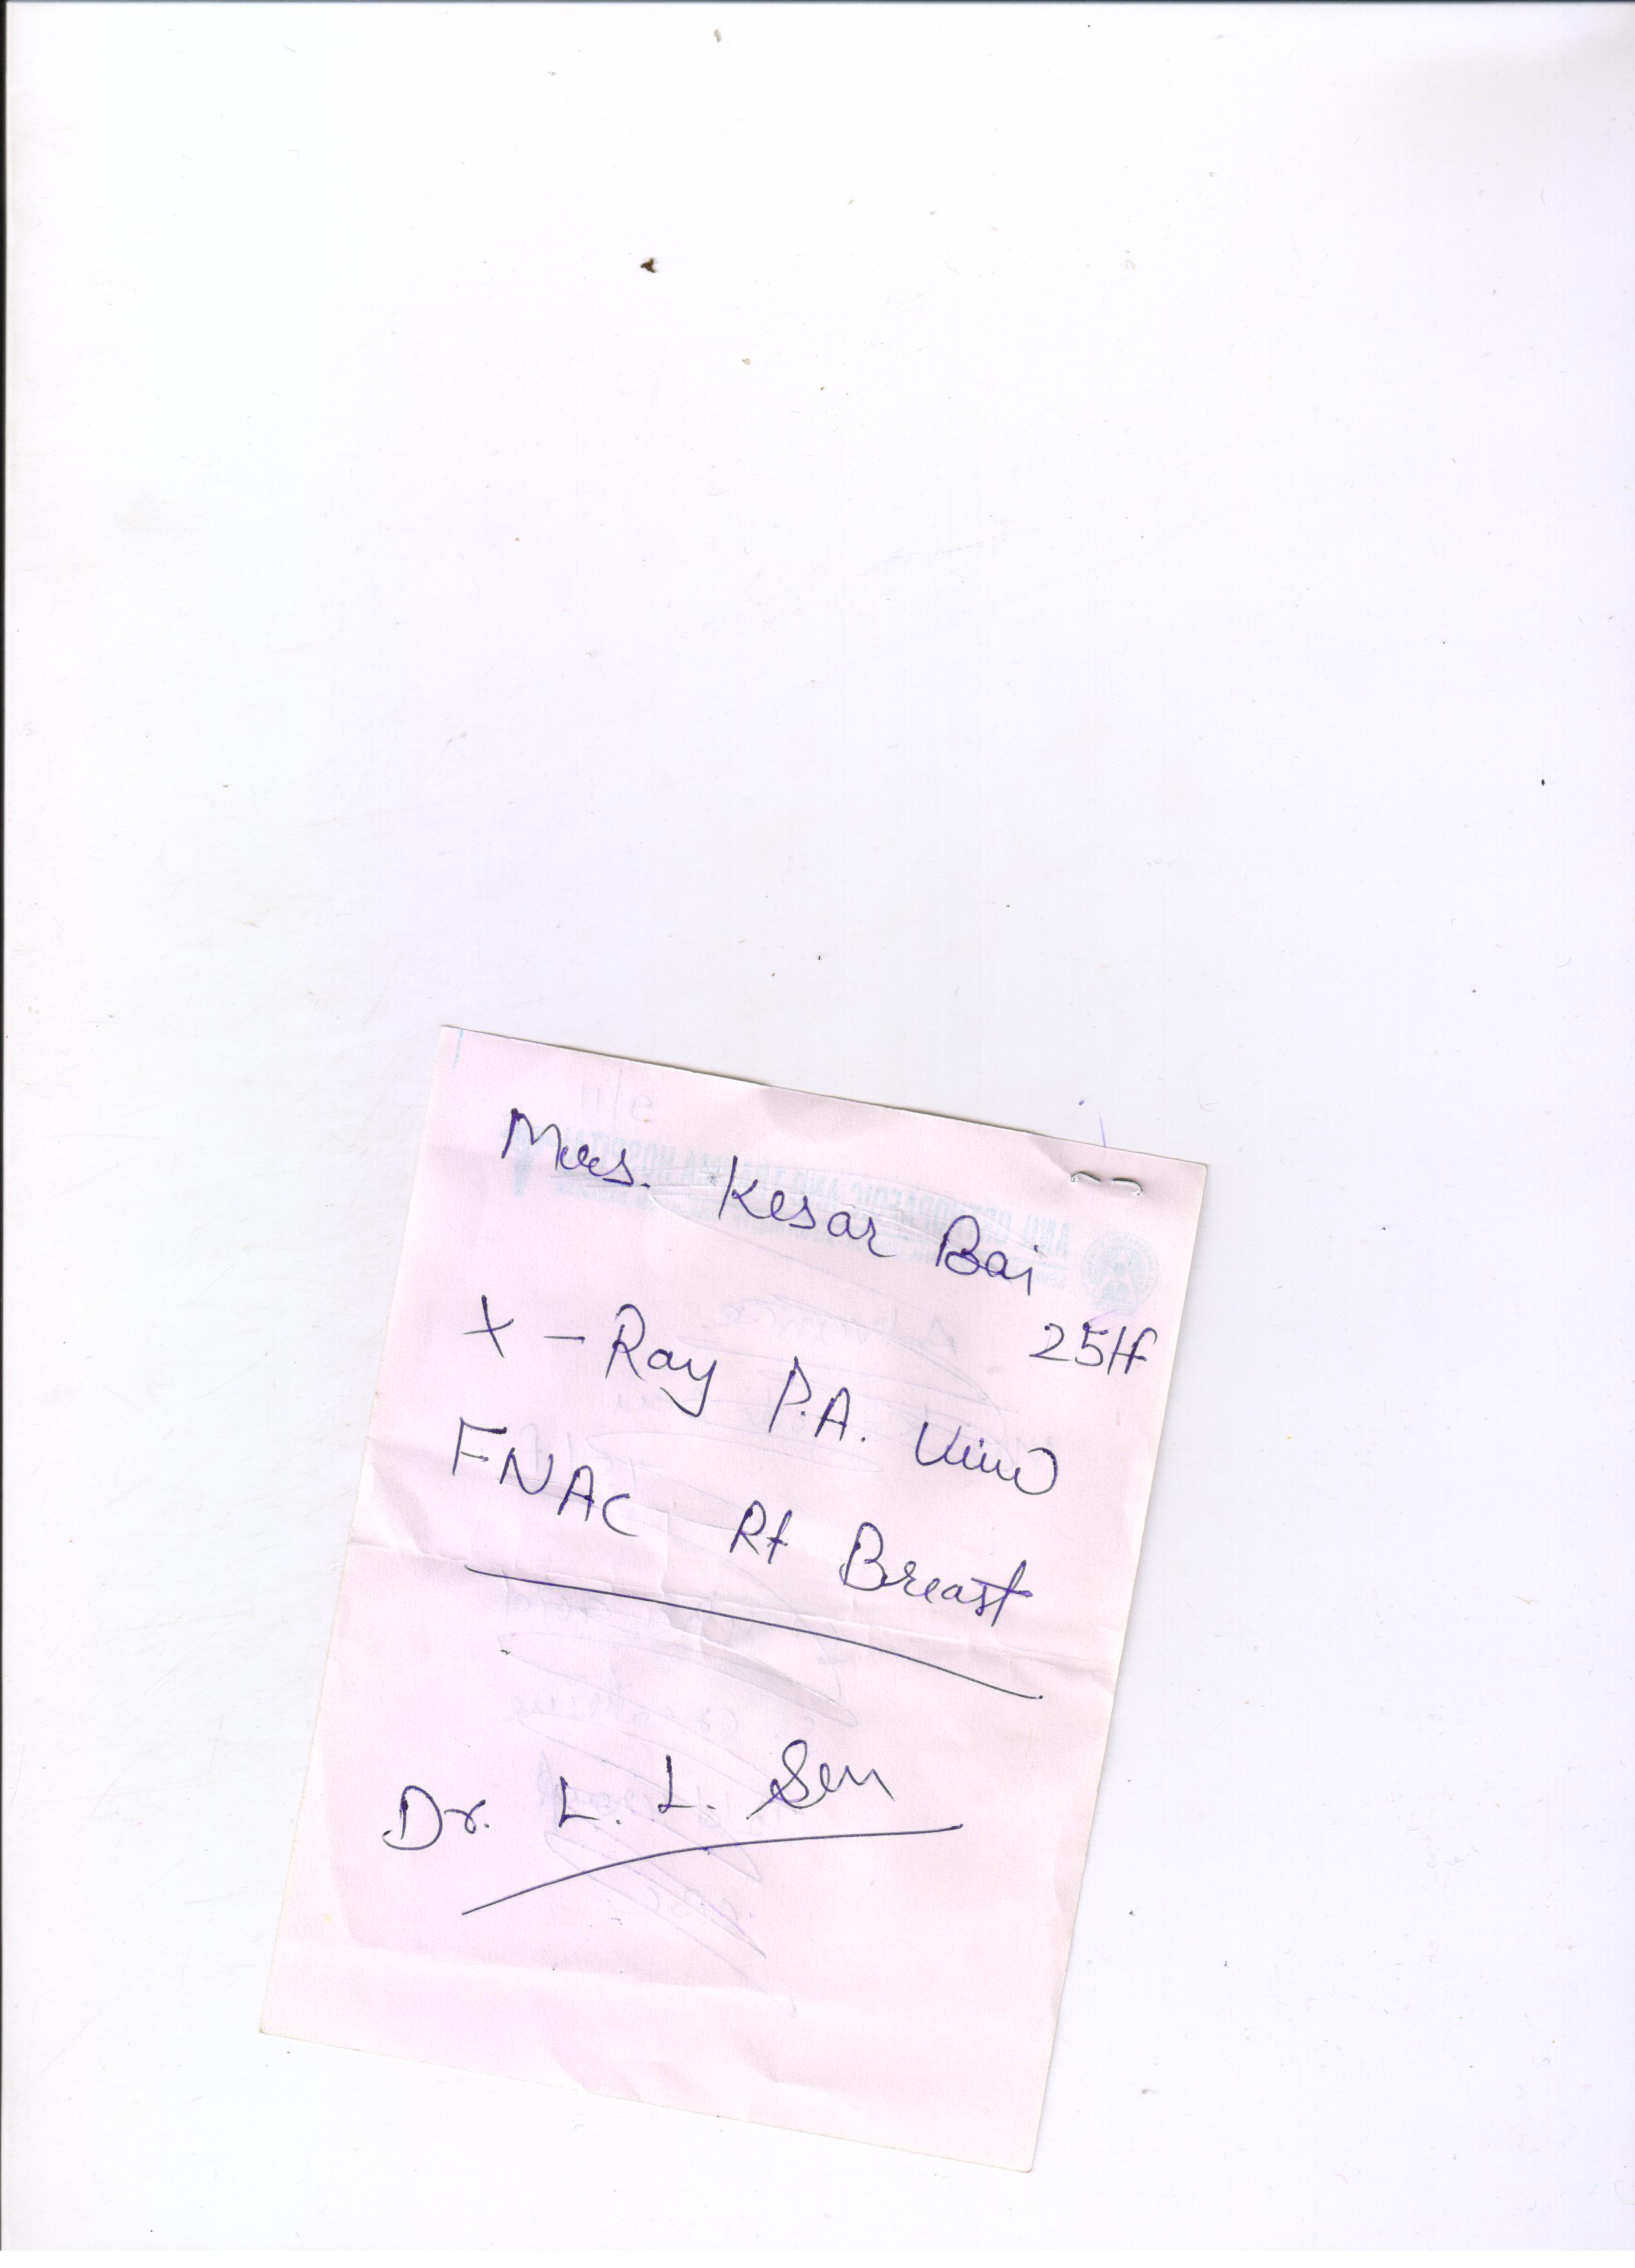 Mrs. Kesar Bai
25/f
X-Ray P.A. View
FNAC Rt Breast
Dr. L. L. Sen